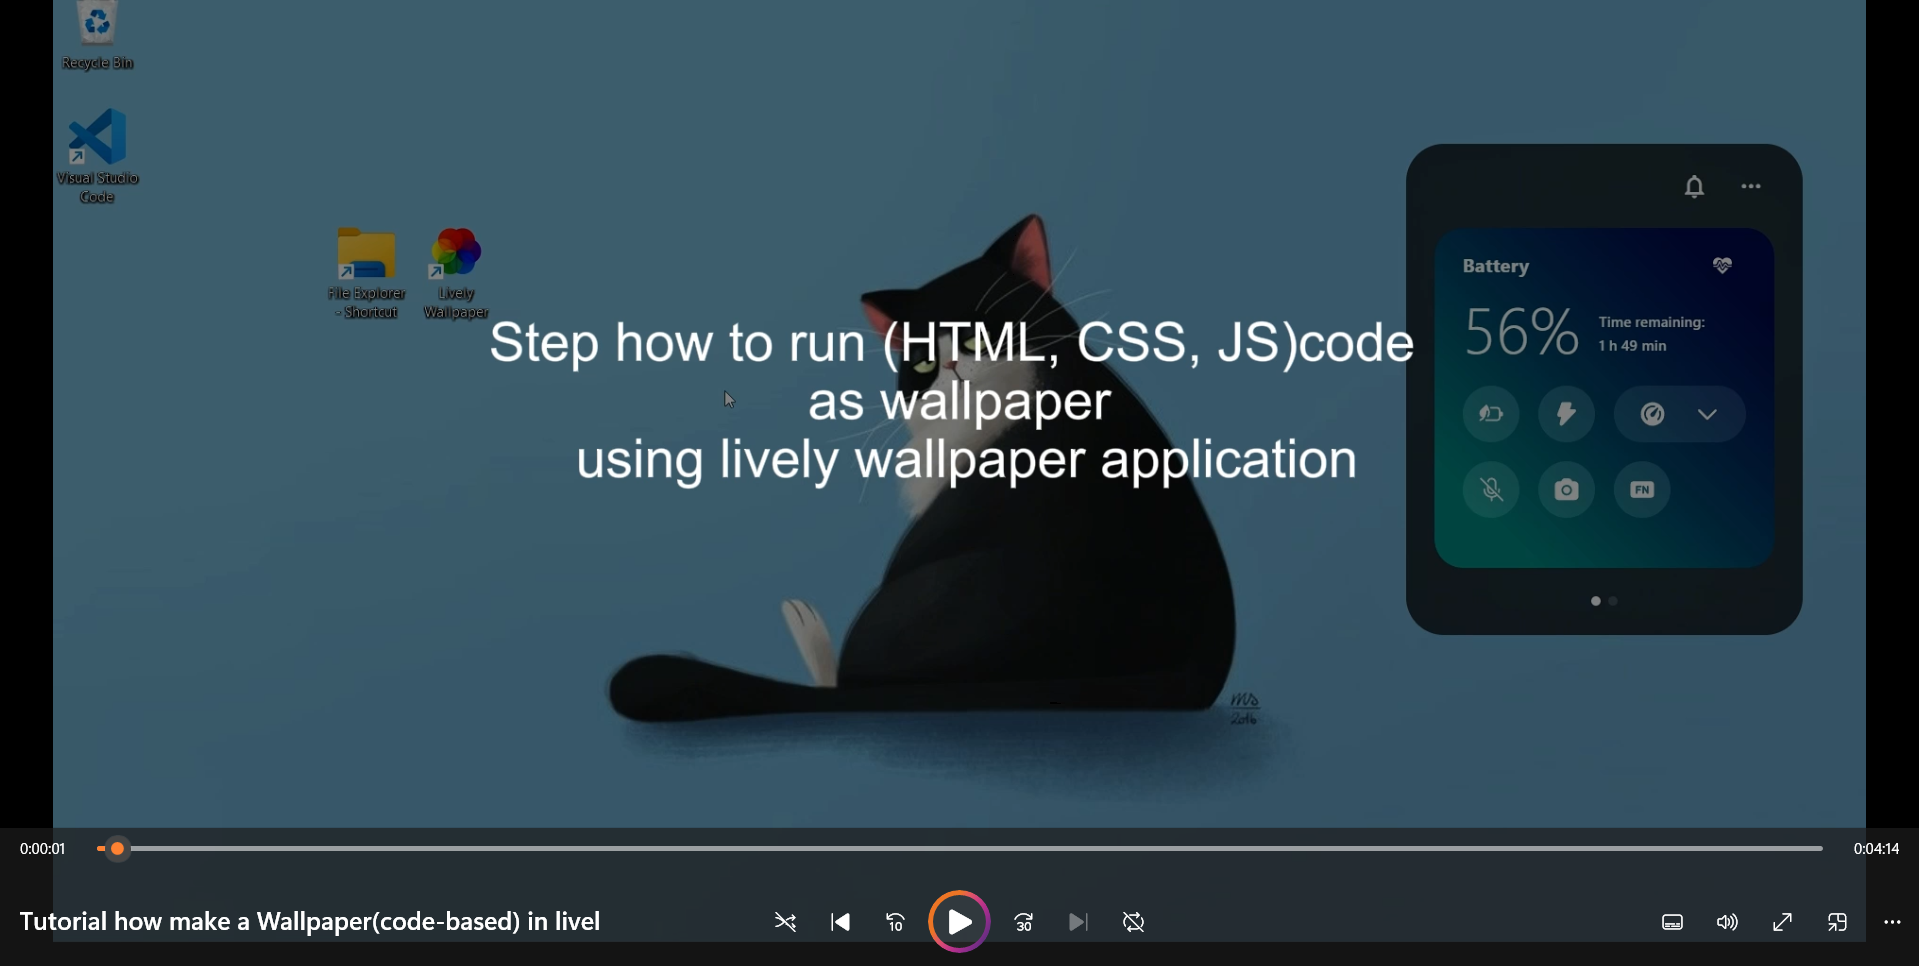 Recycle Bin
Visual Studio
Code
File Explorer
- Shortcut
Lively
Wallpaper
Step how to run (HTML, CSS, JS)code
as wallpaper
using lively wallpaper application
Battery
56%
Time remaining:
1 h 49 min
FN
MS
2016
0:00:01
0:04:14
Tutorial how make a Wallpaper(code-based) in livel
10
30